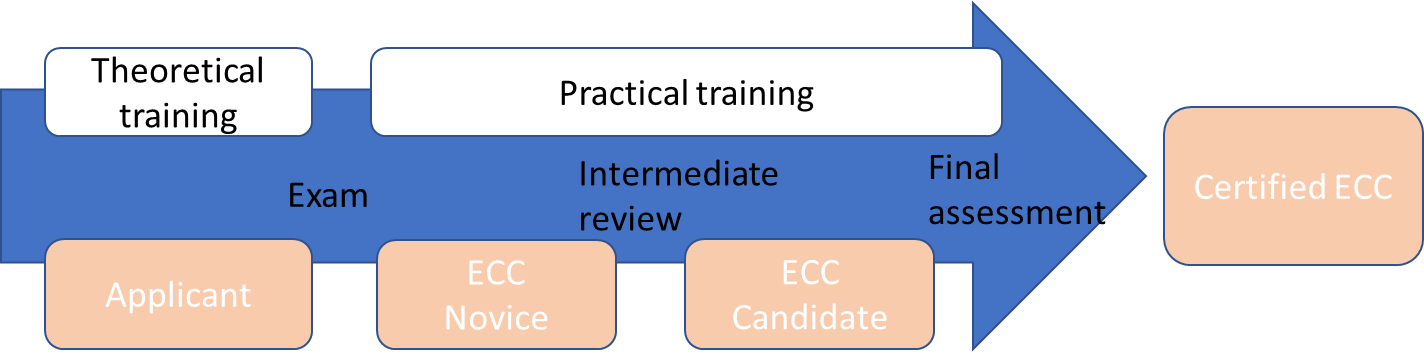 Theoretical
training
Practical training
Exam
Intermediate
review
Final
assessment
Applicant
ECC
Novice
ECC
Candidate
Certified ECC